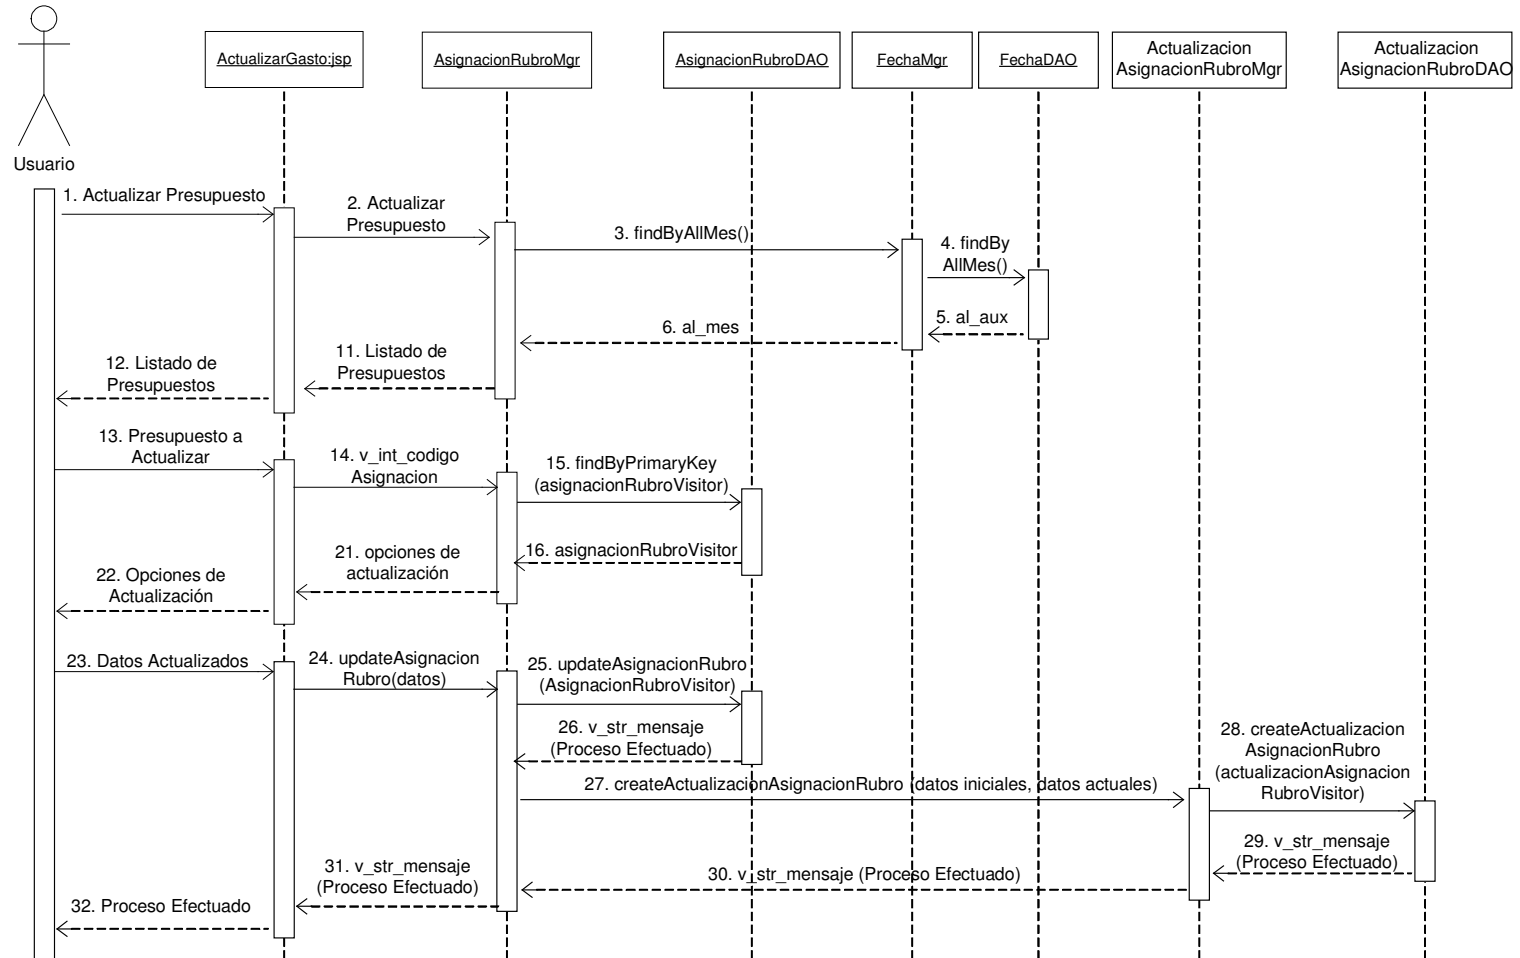 ActualizarGasto:jsp
AsignacionRubroMgr
AsignacionRubroDAO
FechaMgr
FechaDAO
Actualizacion
AsignacionRubroMgr
Actualizacion
AsignacionRubroDAO
Usuario
1. Actualizar Presupuesto
2. Actualizar
Presupuesto
3. findByAllMes()
4. findBy
AllMes()
5. al_aux
6. al_mes
11. Listado de
Presupuestos
12. Listado de
Presupuestos
13. Presupuesto a
Actualizar
14. v_int_codigo
Asignacion
15. findByPrimaryKey
(asignacionRubroVisitor)
16. asignacionRubroVisitor
21. opciones de
actualización
22. Opciones de
Actualización
23. Datos Actualizados
24. updateAsignacion
Rubro(datos)
25. updateAsignacionRubro
(AsignacionRubroVisitor)
26. v_str_mensaje
(Proceso Efectuado)
27. createActualizacionAsignacionRubro (datos iniciales, datos actuales)
28. createActualizacion
AsignacionRubro
(actualizacionAsignacion
RubroVisitor)
29. v_str_mensaje
(Proceso Efectuado)
30. v_str_mensaje (Proceso Efectuado)
31. v_str_mensaje
(Proceso Efectuado)
32. Proceso Efectuado